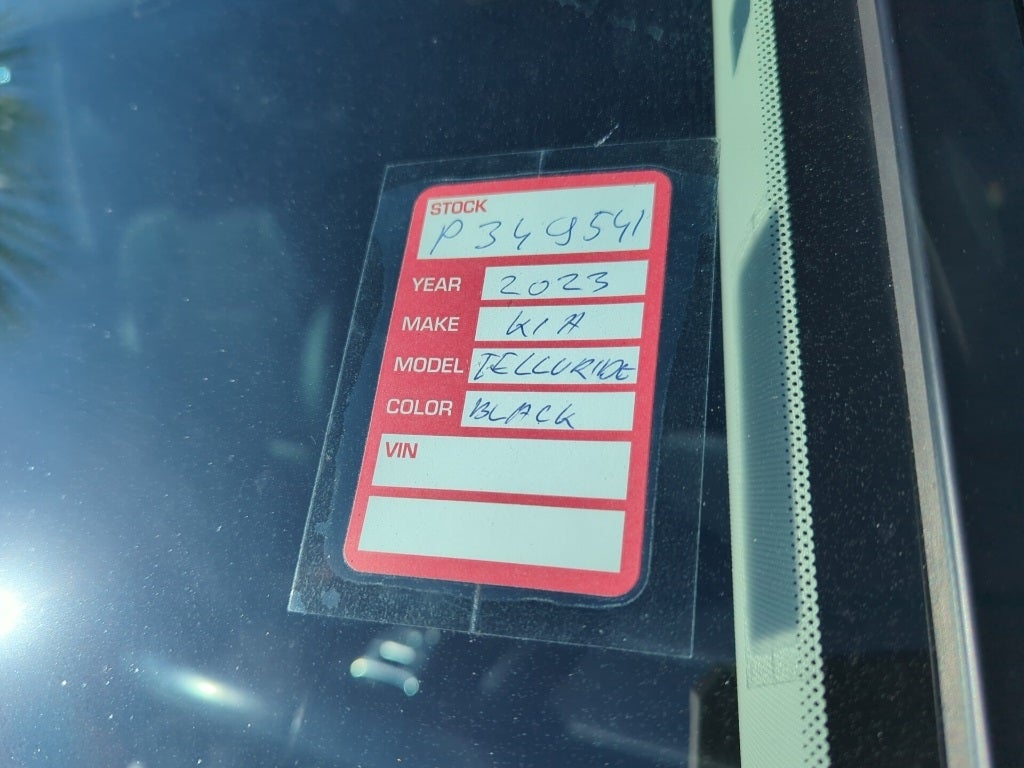 STOCK
P349541
YEAR 2023
MAKE KIA
MODEL TELLURIDE
COLOR BLACK
VIN